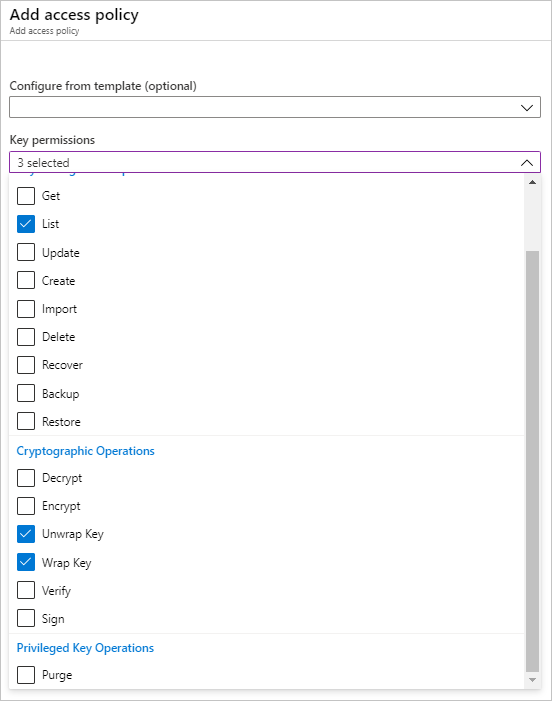 Add access policy
Add access policy
Configure from template (optional)
Key permissions
3 selected
Get
List
Update
Create
Import
Delete
Recover
Backup
Restore
Cryptographic Operations
Decrypt
Encrypt
Unwrap Key
Wrap Key
Verify
Sign
Privileged Key Operations
Purge